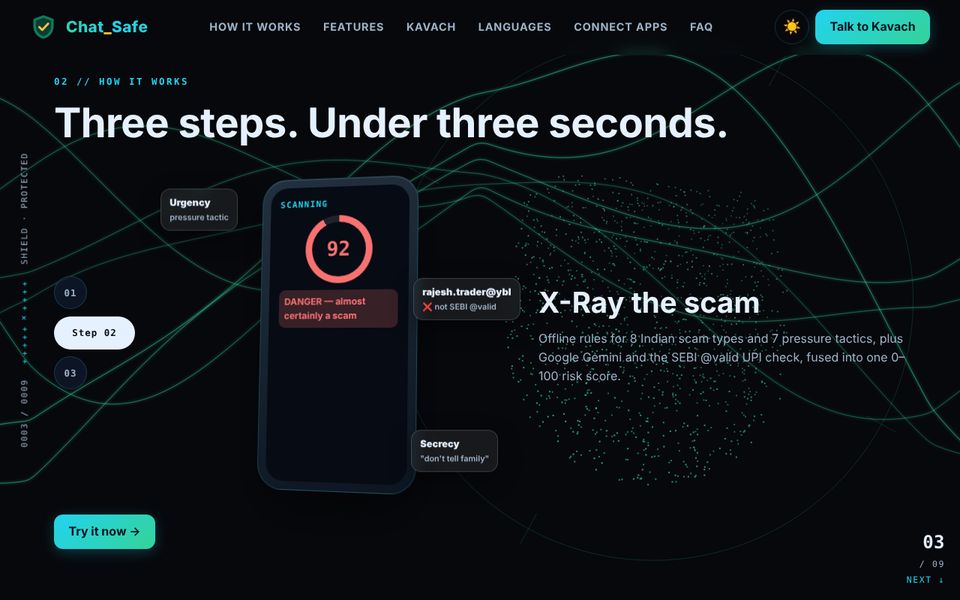 Chat_Safe
HOW IT WORKS
FEATURES
KAVACH
LANGUAGES
CONNECT APPS
FAQ
Talk to Kavach
02 // HOW IT WORKS
Three steps. Under three seconds.
SHIELD · PROTECTED
0003 / 0009
01
Step 02
03
Urgency
pressure tactic
SCANNING
92
DANGER — almost
certainly a scam
rajesh.trader@ybl
❌ not SEBI @valid
Secrecy
"don't tell family"
X-Ray the scam
Offline rules for 8 Indian scam types and 7 pressure tactics, plus
Google Gemini and the SEBI @valid UPI check, fused into one 0–
100 risk score.
Try it now →
03
/ 09
NEXT ↓